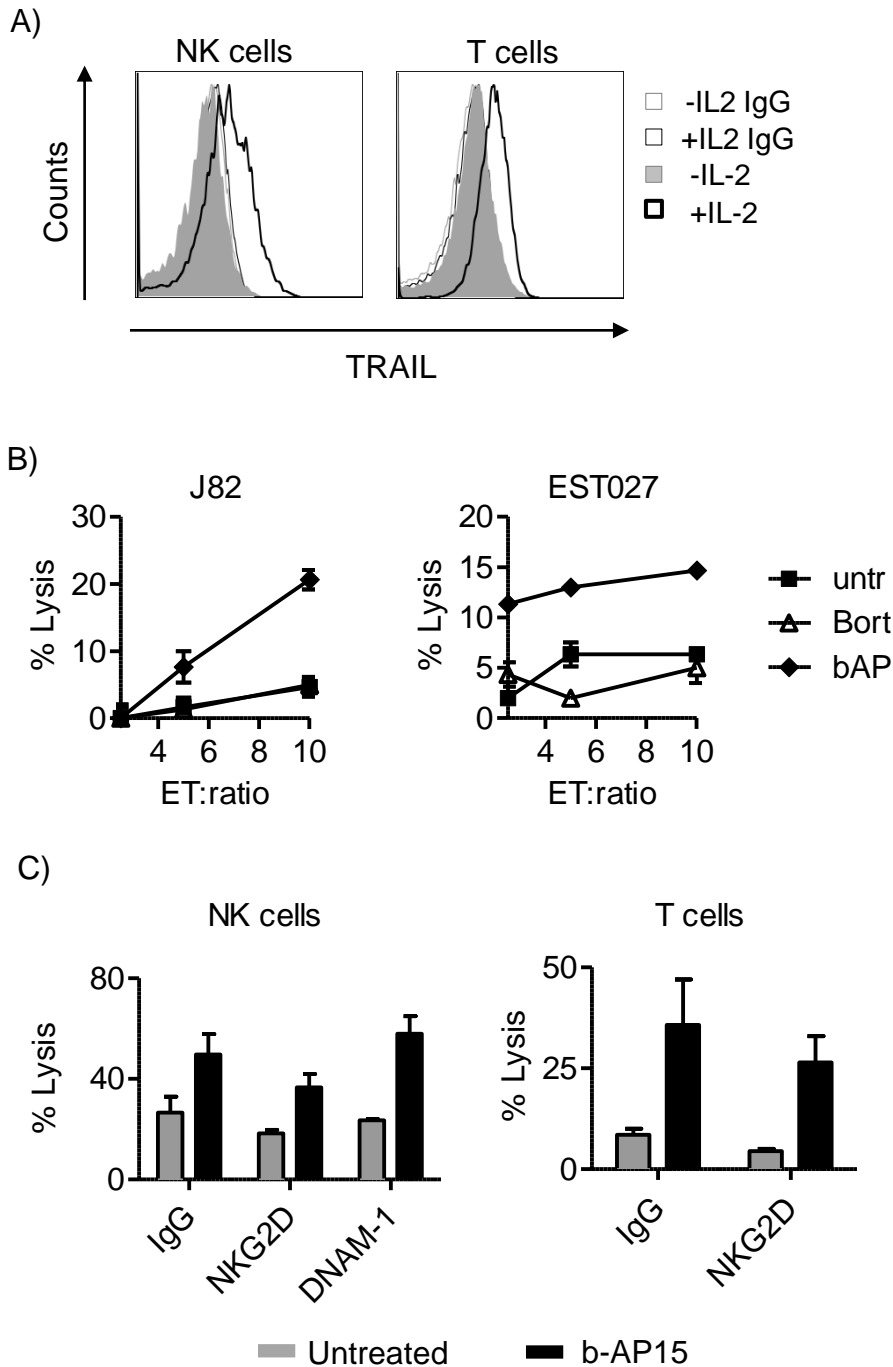 A)
NK cells
T cells
Counts
-IL2 IgG
+IL2 IgG
-IL-2
+IL-2
TRAIL
B)
J82
EST027
% Lysis
30
20
10
0
4 6 8 10
ET:ratio
% Lysis
20
15
10
5
0
4 6 8 10
ET:ratio
untr
Bort
bAP
C)
NK cells
T cells
% Lysis
80
40
0
IgG
NKG2D
DNAM-1
% Lysis
50
25
0
IgG
NKG2D
Untreated
b-AP15